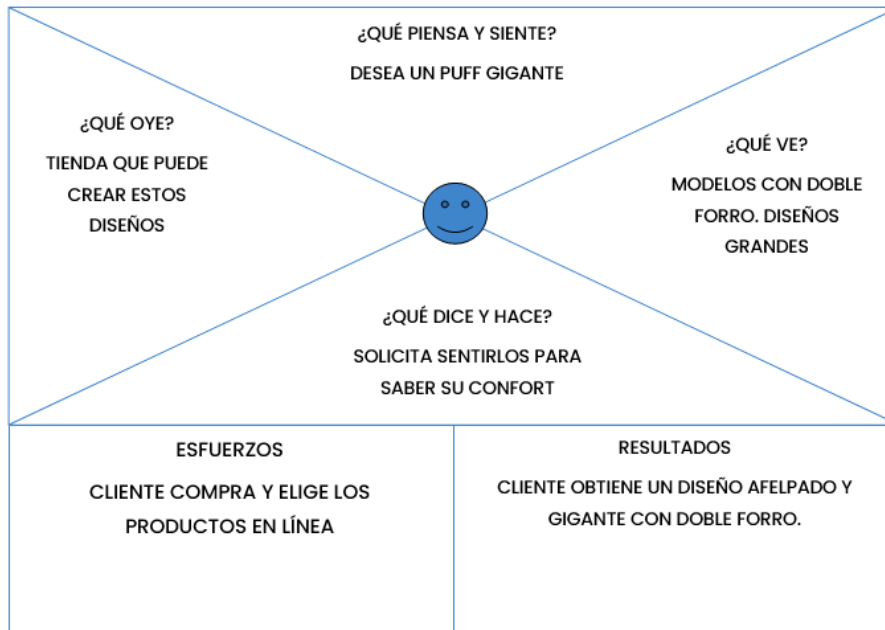 ¿QUÉ PIENSA Y SIENTE?
DESEA UN PUFF GIGANTE
¿QUÉ OYE?
TIENDA QUE PUEDE
CREAR ESTOS
DISEÑOS
¿QUÉ VE?
MODELOS CON DOBLE
FORRO. DISEÑOS
GRANDES
¿QUÉ DICE Y HACE?
SOLICITA SENTIRLOS PARA
SABER SU CONFORT
ESFUERZOS
CLIENTE COMPRA Y ELIGE LOS
PRODUCTOS EN LÍNEA
RESULTADOS
CLIENTE OBTIENE UN DISEÑO AFELPADO Y
GIGANTE CON DOBLE FORRO.